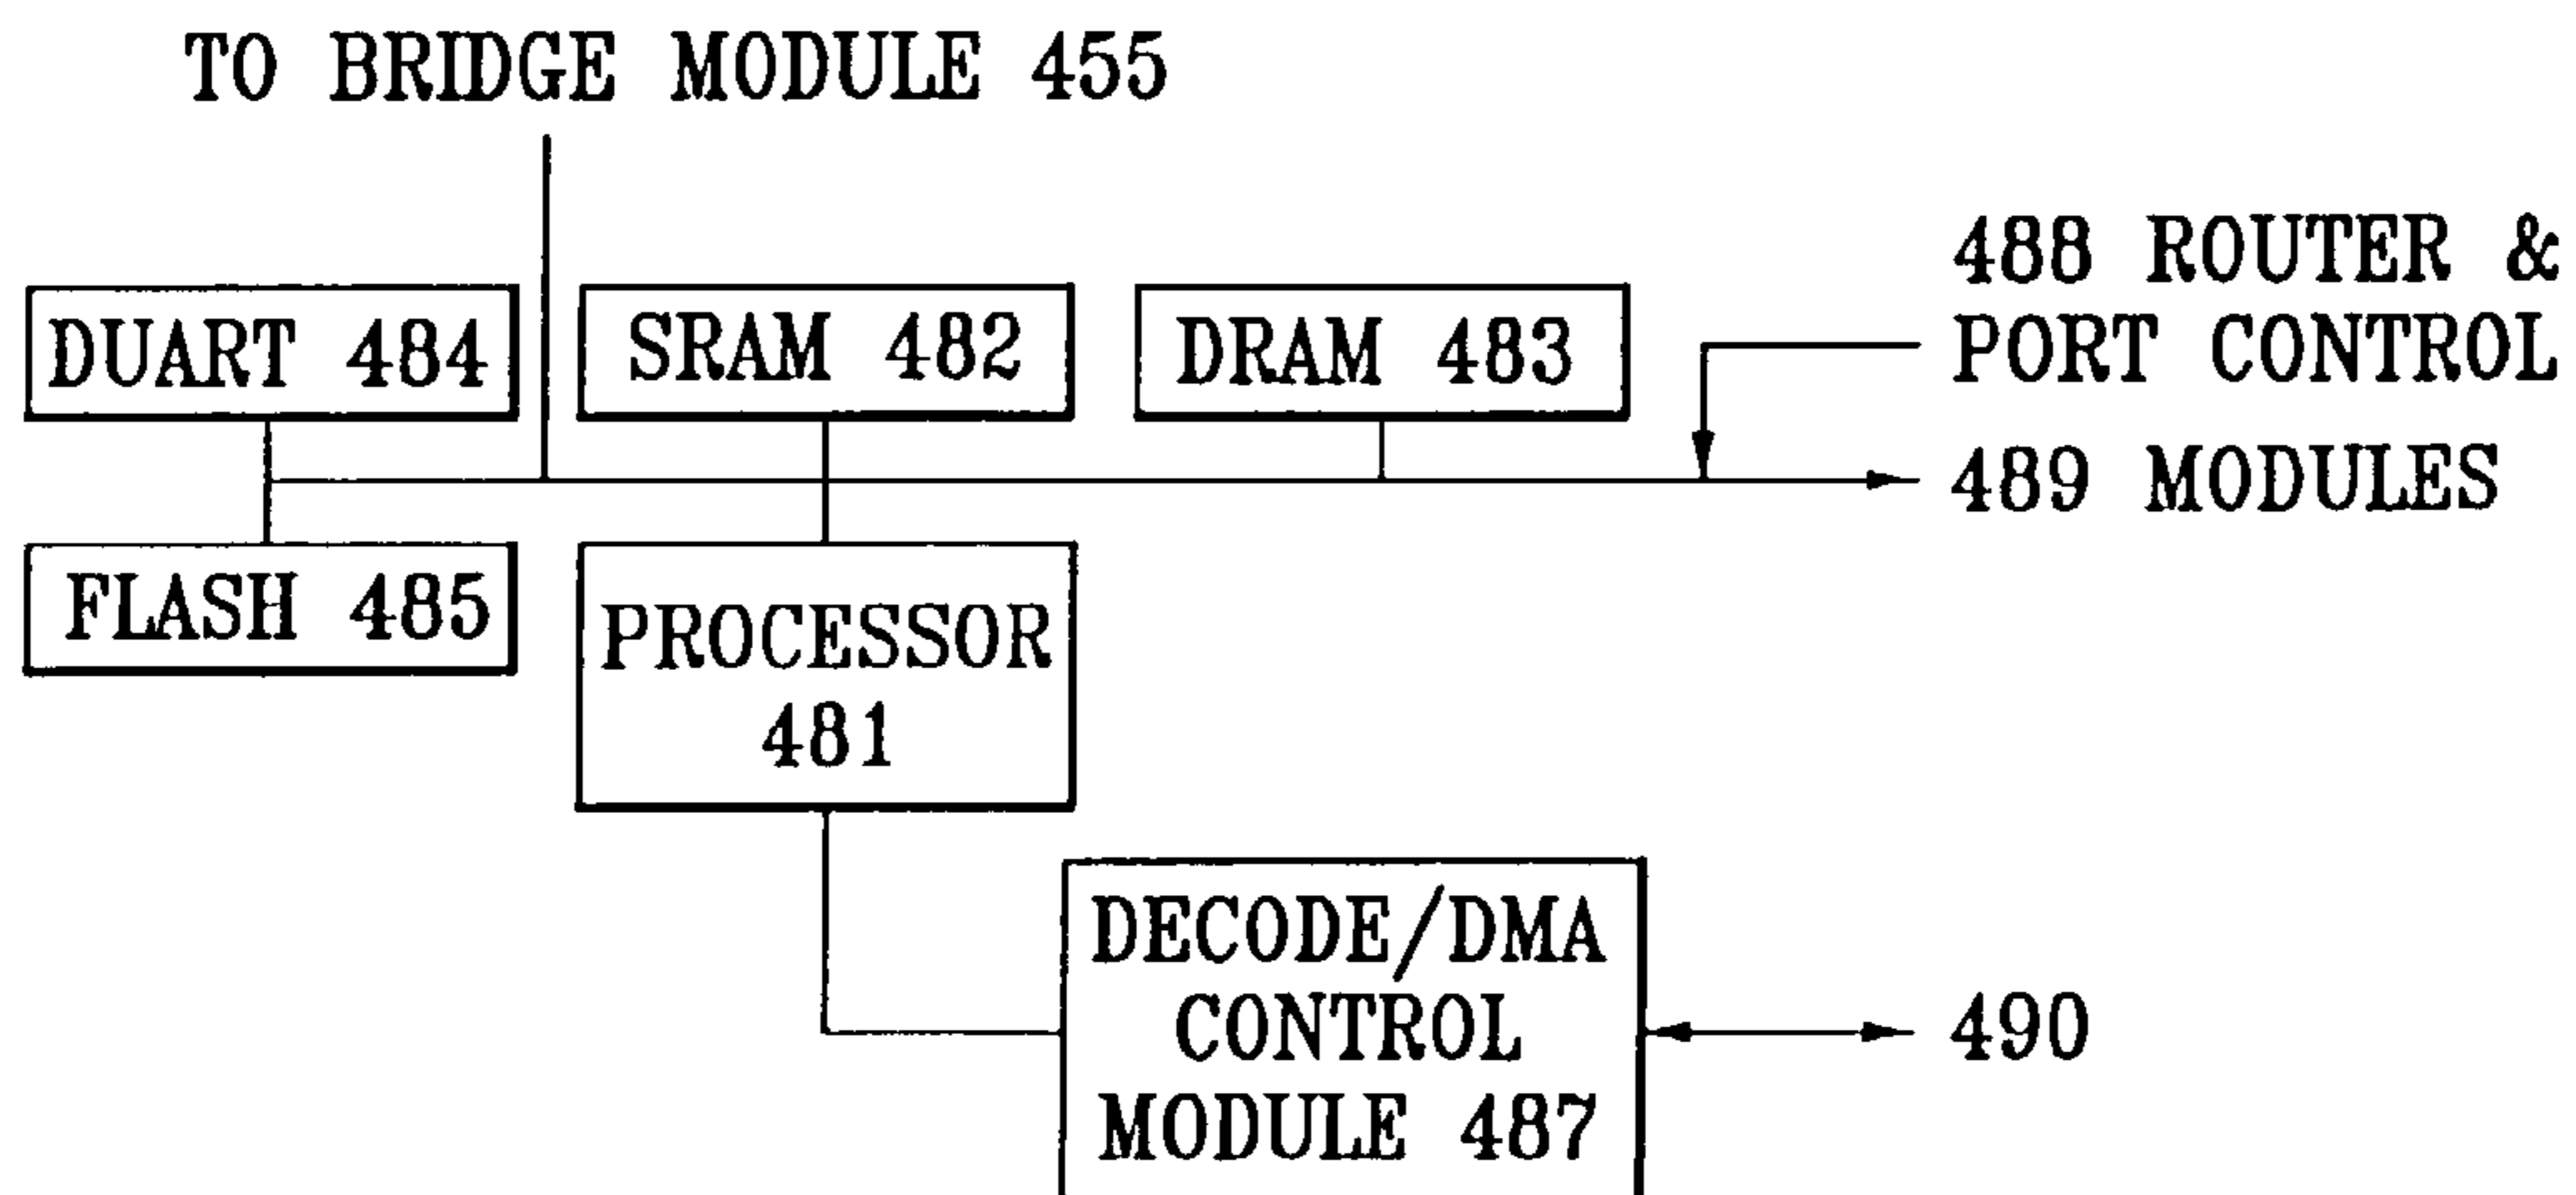 TO BRIDGE MODULE 455
488 ROUTER &
PORT CONTROL
489 MODULES
DUART 484
SRAM 482
DRAM 483
FLASH 485
PROCESSOR
481
DECODE/DMA
CONTROL
MODULE 487
490